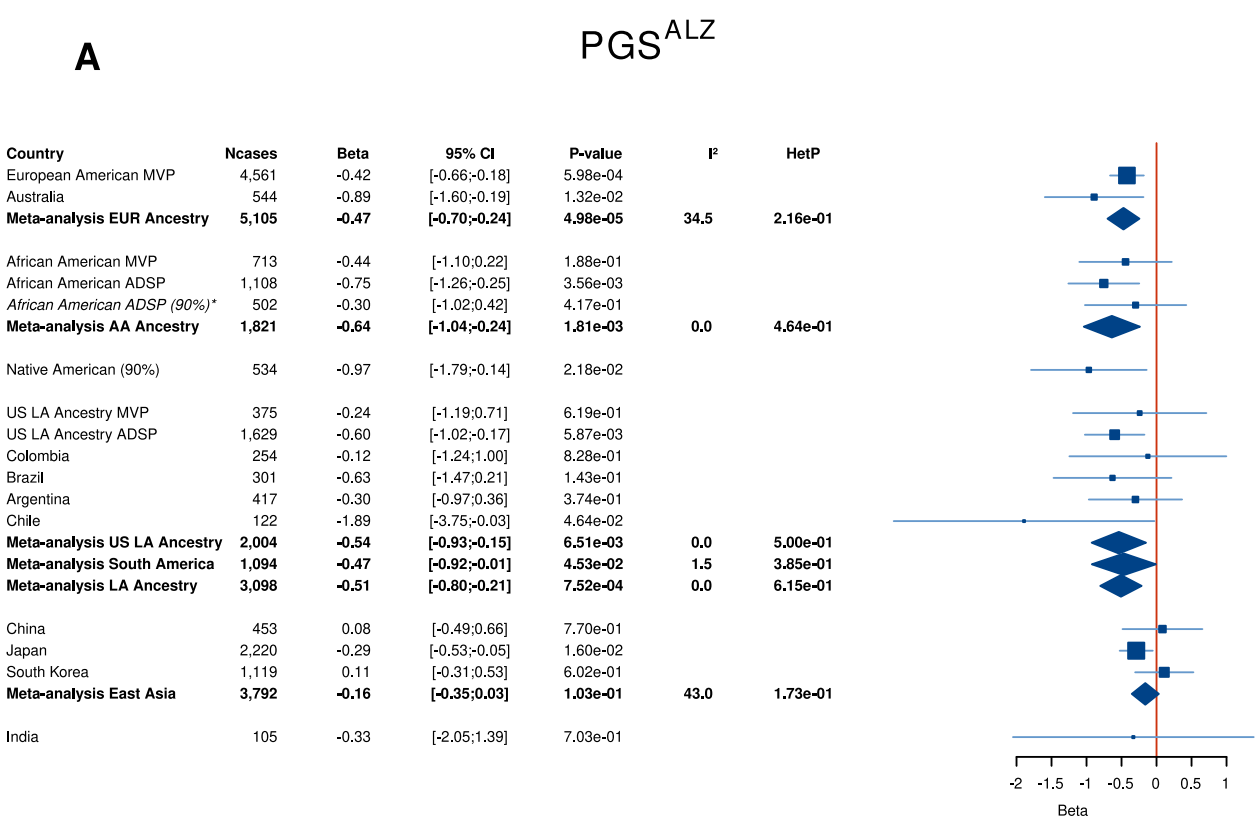 A
PGS^ALZ
Country Ncases Beta 95% CI P-value I² HetP
European American MVP 4,561 -0.42 [-0.66;-0.18] 5.98e-04
Australia 544 -0.89 [-1.60;-0.19] 1.32e-02
Meta-analysis EUR Ancestry 5,105 -0.47 [-0.70;-0.24] 4.98e-05 34.5 2.16e-01
African American MVP 713 -0.44 [-1.10;0.22] 1.88e-01
African American ADSP 1,108 -0.75 [-1.26;-0.25] 3.56e-03
African American ADSP (90%)* 502 -0.30 [-1.02;0.42] 4.17e-01
Meta-analysis AA Ancestry 1,821 -0.64 [-1.04;-0.24] 1.81e-03 0.0 4.64e-01
Native American (90%) 534 -0.97 [-1.79;-0.14] 2.18e-02
US LA Ancestry MVP 375 -0.24 [-1.19;0.71] 6.19e-01
US LA Ancestry ADSP 1,629 -0.60 [-1.02;-0.17] 5.87e-03
Colombia 254 -0.12 [-1.24;1.00] 8.28e-01
Brazil 301 -0.63 [-1.47;0.21] 1.43e-01
Argentina 417 -0.30 [-0.97;0.36] 3.74e-01
Chile 122 -1.89 [-3.75;-0.03] 4.64e-02
Meta-analysis US LA Ancestry 2,004 -0.54 [-0.93;-0.15] 6.51e-03 0.0 5.00e-01
Meta-analysis South America 1,094 -0.47 [-0.92;-0.01] 4.53e-02 1.5 3.85e-01
Meta-analysis LA Ancestry 3,098 -0.51 [-0.80;-0.21] 7.52e-04 0.0 6.15e-01
China 453 0.08 [-0.49;0.66] 7.70e-01
Japan 2,220 -0.29 [-0.53;-0.05] 1.60e-02
South Korea 1,119 0.11 [-0.31;0.53] 6.02e-01
Meta-analysis East Asia 3,792 -0.16 [-0.35;0.03] 1.03e-01 43.0 1.73e-01
India 105 -0.33 [-2.05;1.39] 7.03e-01
-2 -1.5 -1 -0.5 0 0.5 1
Beta